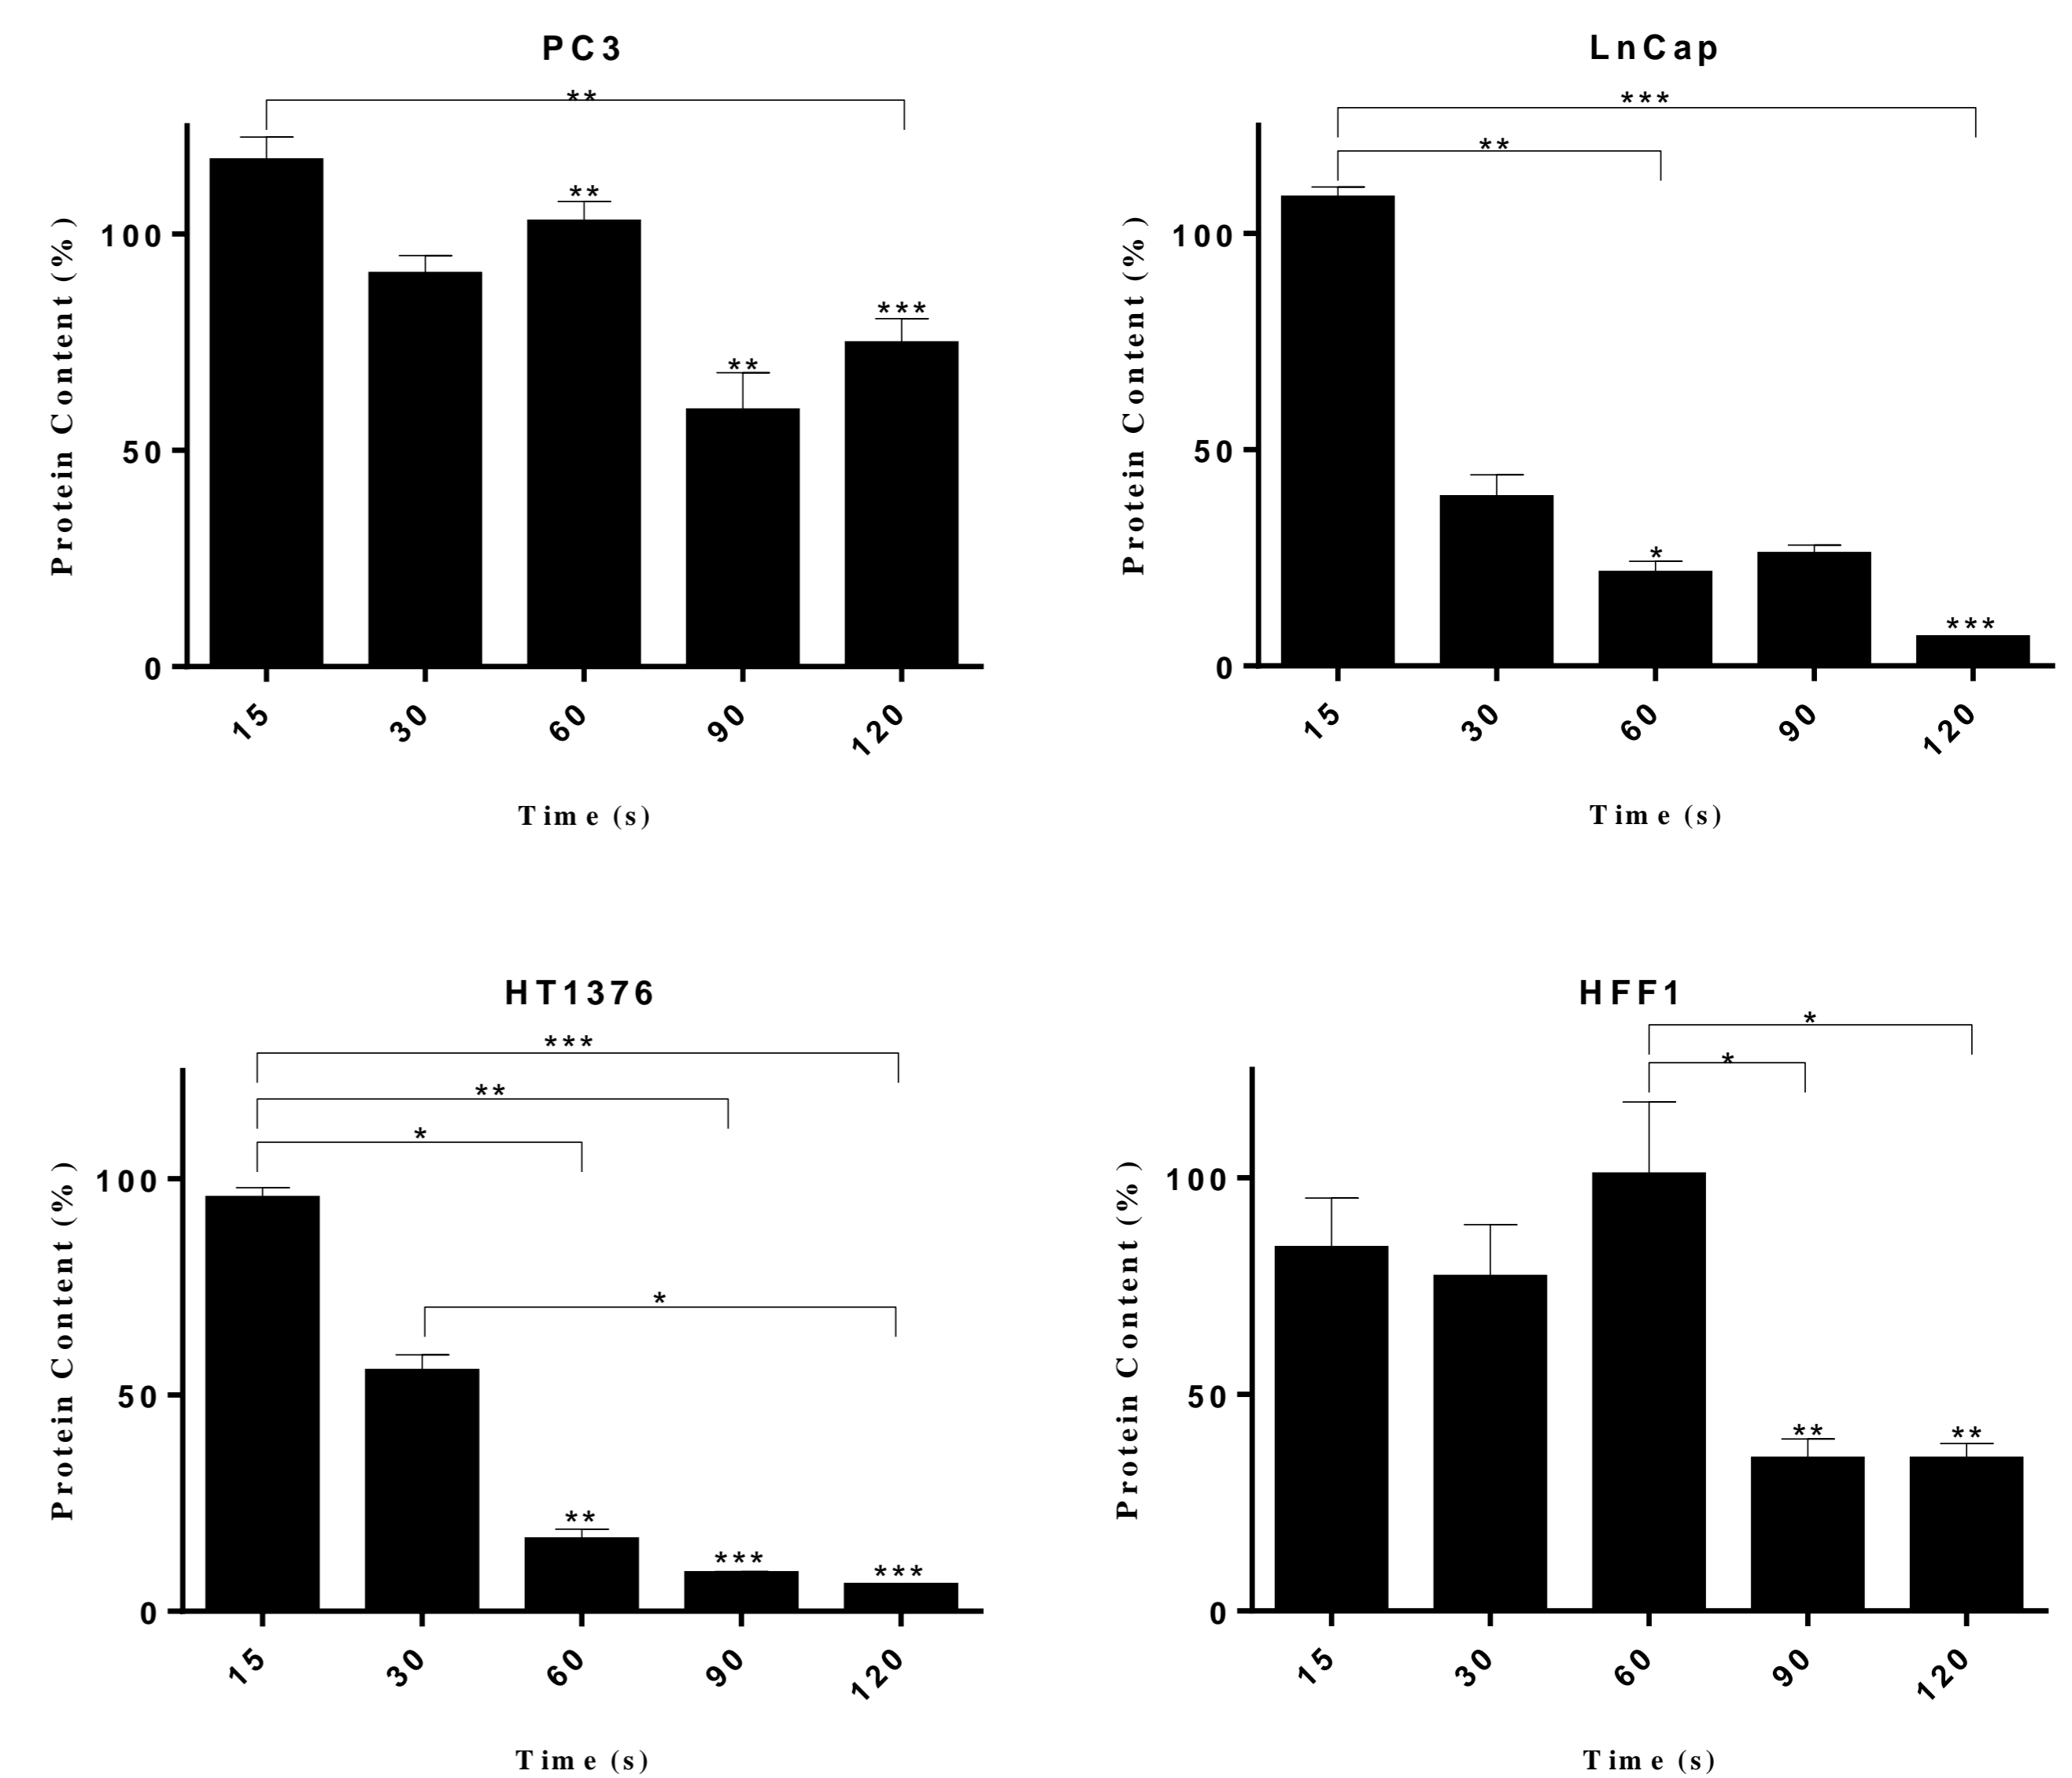 PC3
**
**
**
***
Protein Content (%)
100
50
0
15 30 60 90 120
Time (s)
LnCap
***
**
*
***
Protein Content (%)
100
50
0
15 30 60 90 120
Time (s)
HT1376
***
**
*
*
**
***
***
Protein Content (%)
100
50
0
15 30 60 90 120
Time (s)
HFF1
*
*
** **
Protein Content (%)
100
50
0
15 30 60 90 120
Time (s)